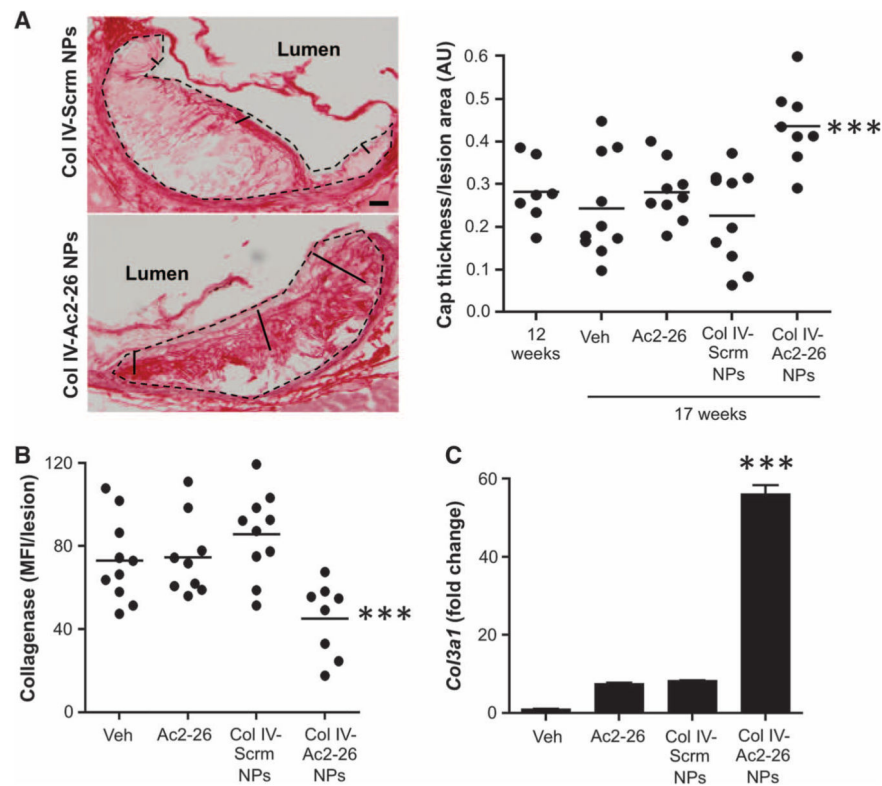 A
Col IV-Scrm NPs
Lumen
Col IV-Ac2-26 NPs
Lumen
Cap thickness/lesion area (AU)
0.6
0.5
0.4
0.3
0.2
0.1
0.0
***
12
weeks
Veh
Ac2-26
Col IV-
Scrm
NPs
Col IV-
Ac2-26
NPs
17 weeks
B
Collagenase (MFI/lesion)
120
80
40
0
***
Veh
Ac2-26
Col IV-
Scrm
NPs
Col IV-
Ac2-26
NPs
C
Col3a1 (fold change)
60
40
20
0
***
Veh
Ac2-26
Col IV-
Scrm
NPs
Col IV-
Ac2-26
NPs